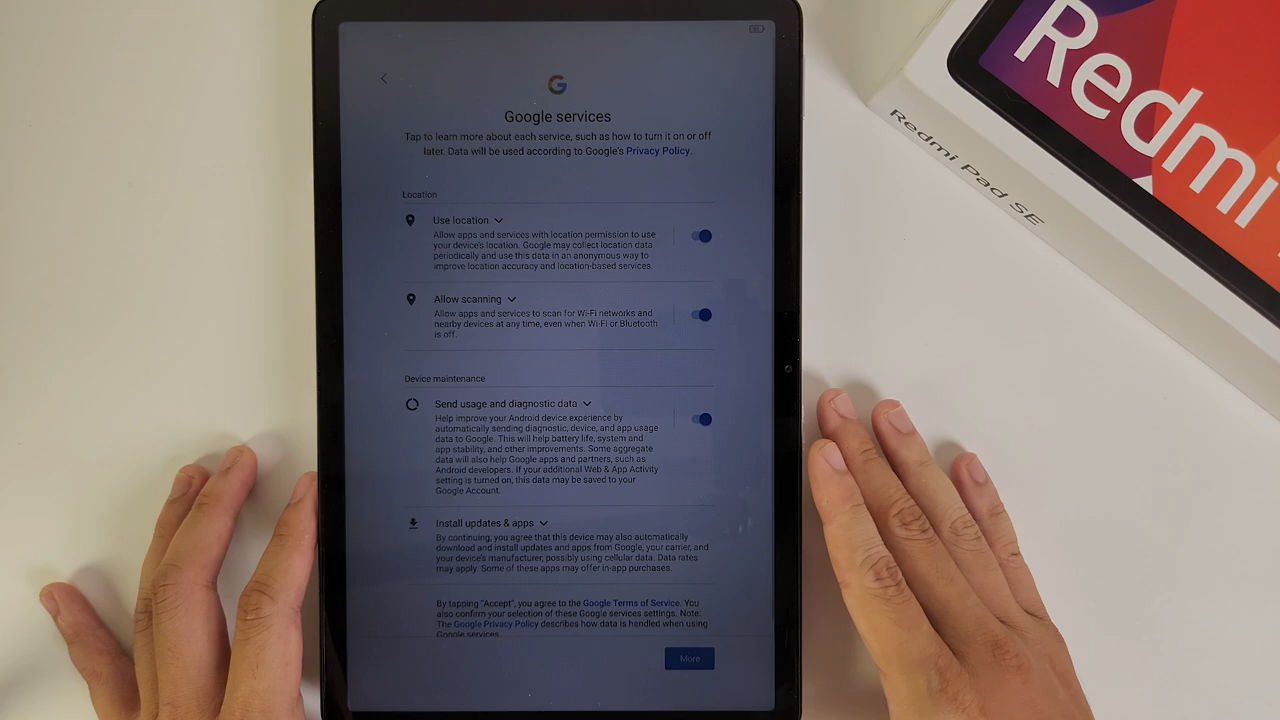 Google services
Tap to learn more about each service, such as how to turn it on or off
later. Data will be used according to Google's Privacy Policy.
Location
Use location
Allow apps and services with location permission to use
your device's location. Google may collect location data
periodically and use this data in an anonymous way to
improve location accuracy and location-based services.
Allow scanning
Allow apps and services to scan for Wi-Fi networks and
nearby devices at any time, even when Wi-Fi or Bluetooth
is off.
Device maintenance
Send usage and diagnostic data
Help improve your Android device experience by
automatically sending diagnostic, device, and app usage
data to Google. This will help battery life, system and
app stability, and other improvements. Some aggregate
data will also help Google apps and partners, such as
Android developers. If your additional Web & App Activity
setting is turned on, this data may be saved to your
Google Account.
Install updates & apps
By continuing, you agree that this device may also automatically
download and install updates and apps from Google, your carrier, and
your device's manufacturer, possibly using cellular data. Data rates
may apply. Some of these apps may offer in-app purchases.
By tapping "Accept", you agree to the Google Terms of Service. You
also confirm your selection of these Google services settings. Note:
The Google Privacy Policy describes how data is handled when using
Google services.
More
Redmi
Redmi Pad SE